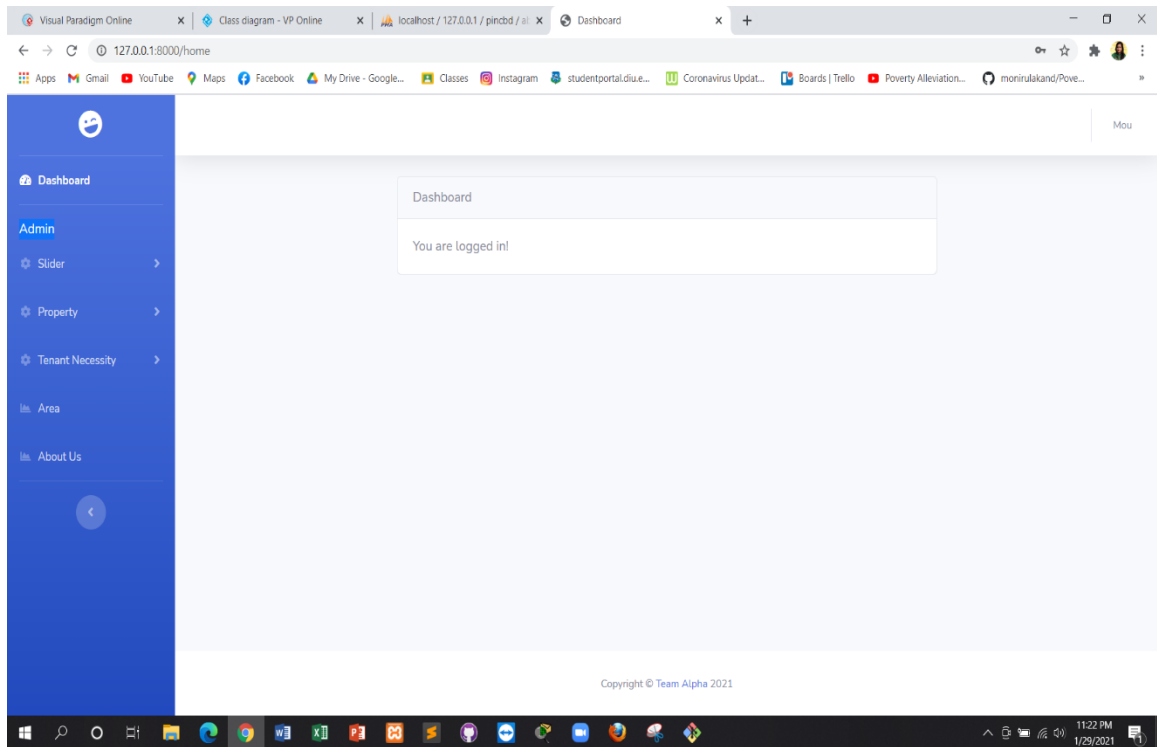 Visual Paradigm Online
Class diagram - VP Online
localhost / 127.0.0.1 / pincbd / al
Dashboard
127.0.0.1:8000/home
Apps Gmail YouTube Maps Facebook My Drive - Google... Classes Instagram studentportal.diu.e... Coronavirus Updat... Boards | Trello Poverty Alleviation... monirulakand/Pove... »
Mou
Dashboard
Admin
Slider
Property
Tenant Necessity
Area
About Us
Dashboard
You are logged in!
Copyright © Team Alpha 2021
11:22 PM
1/29/2021